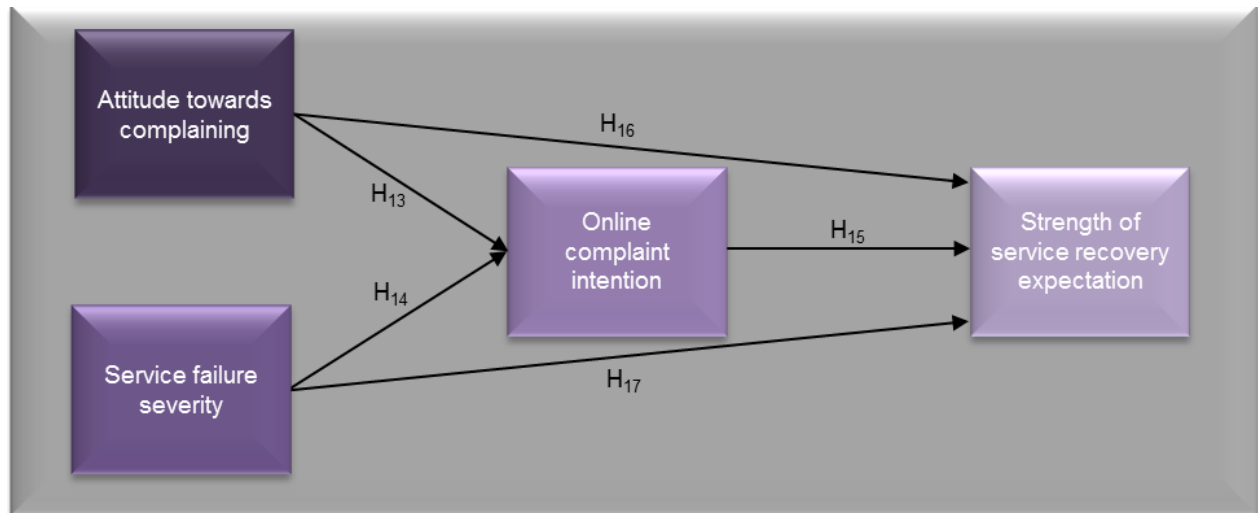 Attitude towards
complaining
H₁₆
H₁₃
Online
complaint
intention
H₁₅
Strength of
service recovery
expectation
H₁₄
Service failure
severity
H₁₇